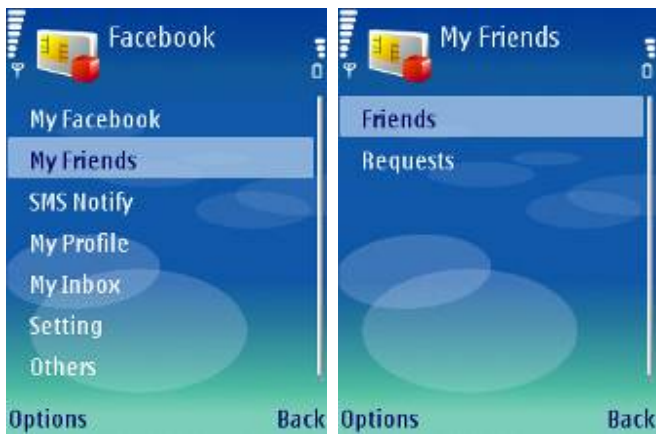 Facebook
My Facebook
My Friends
SMS Notify
My Profile
My Inbox
Setting
Others
Options Back
My Friends
Friends
Requests
Options Back